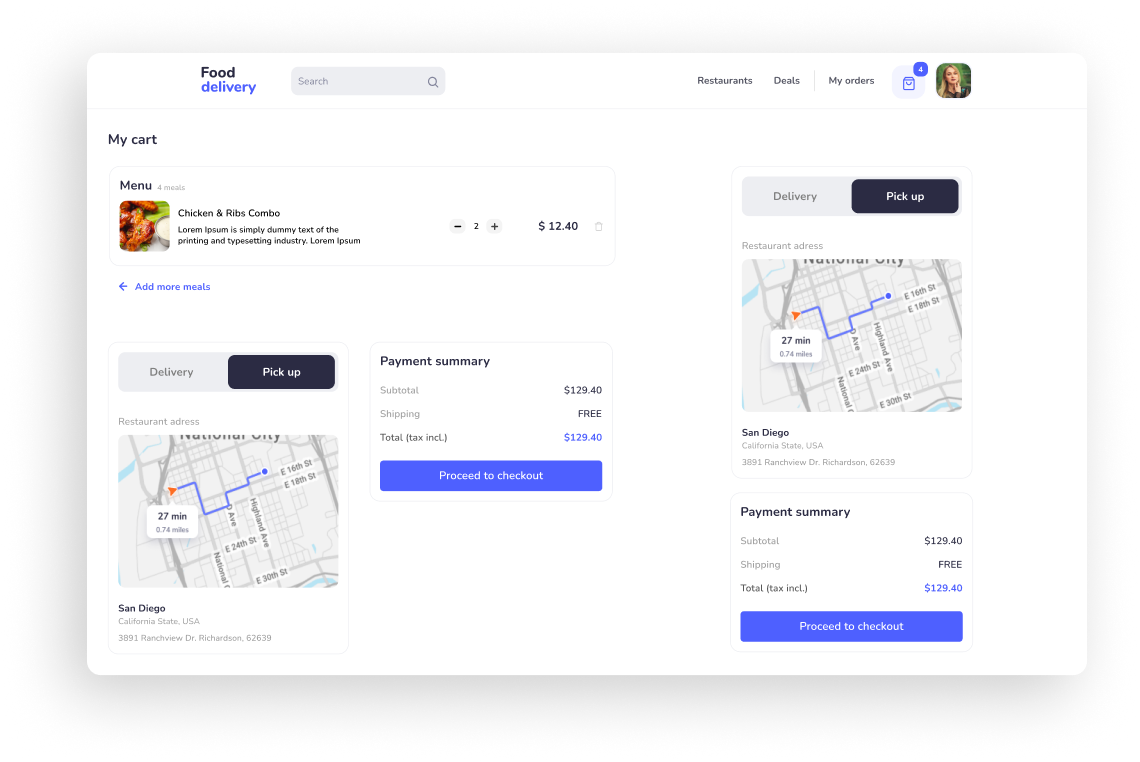 Food
delivery
Search
Restaurants
Deals
My orders
4
My cart
Menu 4 meals
Chicken & Ribs Combo
Lorem Ipsum is simply dummy text of the
printing and typesetting industry. Lorem Ipsum
2
$ 12.40
Add more meals
Delivery
Pick up
Restaurant adress
National City
E 16th St
E 18th St
D Ave
Highland Ave
E 24th St
National C
E 30th St
27 min
0.74 miles
San Diego
California State, USA
3891 Ranchview Dr. Richardson, 62639
Payment summary
Subtotal $129.40
Shipping FREE
Total (tax incl.) $129.40
Proceed to checkout
Delivery
Pick up
Restaurant adress
National City
E 16th St
E 18th St
D Ave
Highland Ave
E 24th St
National C
E 30th St
27 min
0.74 miles
San Diego
California State, USA
3891 Ranchview Dr. Richardson, 62639
Payment summary
Subtotal $129.40
Shipping FREE
Total (tax incl.) $129.40
Proceed to checkout